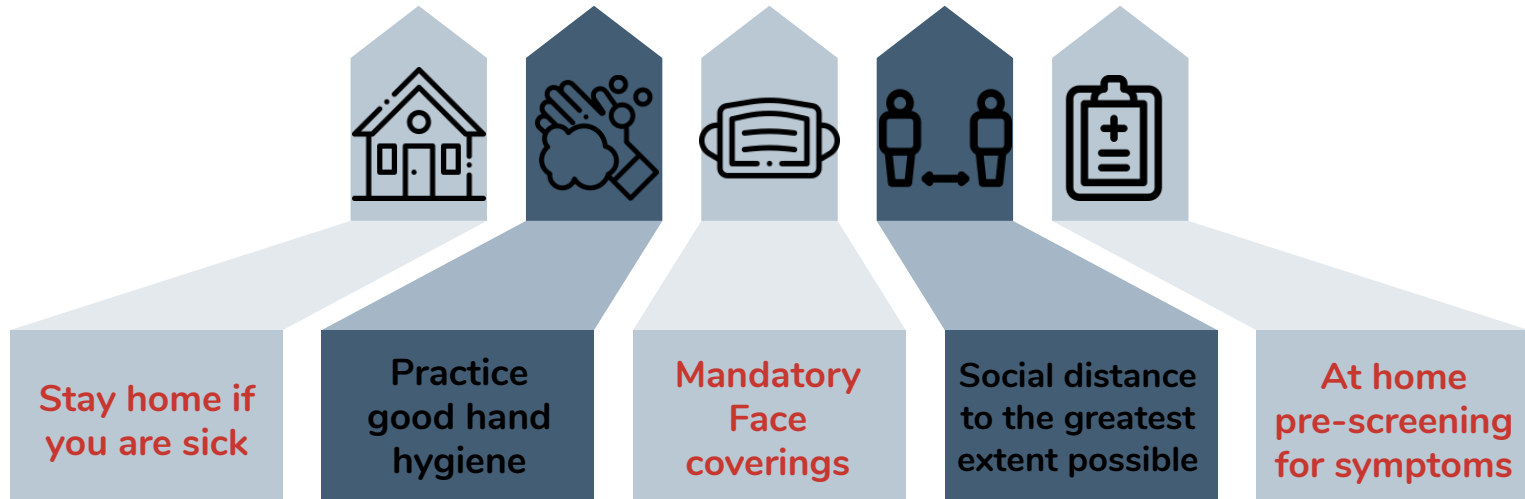 Stay home if
you are sick
Practice
good hand
hygiene
Mandatory
Face
coverings
Social distance
to the greatest
extent possible
At home
pre-screening
for symptoms